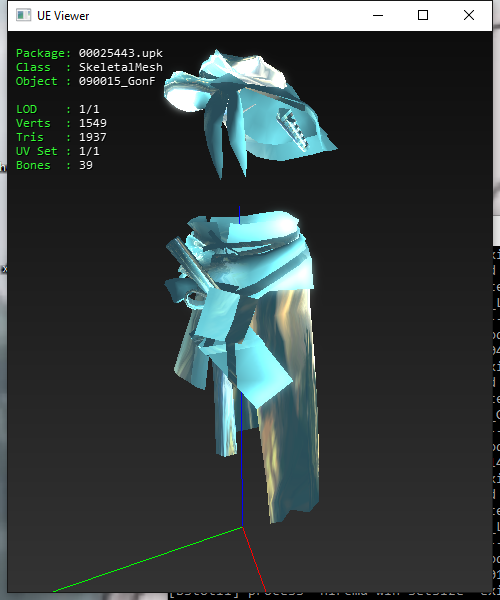 UE Viewer
Package: 00025443.upk
Class : SkeletalMesh
Object : 090015_GonF
LOD : 1/1
Verts : 1549
Tris : 1937
UV Set : 1/1
Bones : 39